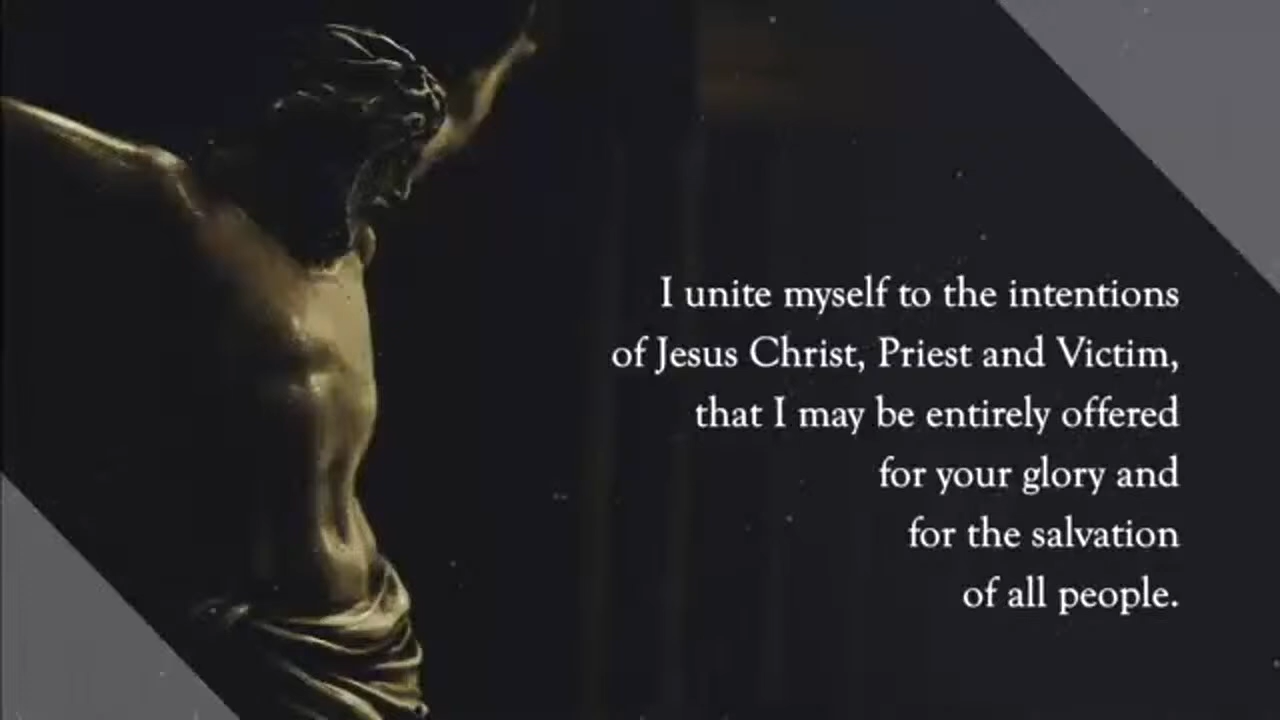 I unite myself to the intentions
of Jesus Christ, Priest and Victim,
that I may be entirely offered
for your glory and
for the salvation
of all people.